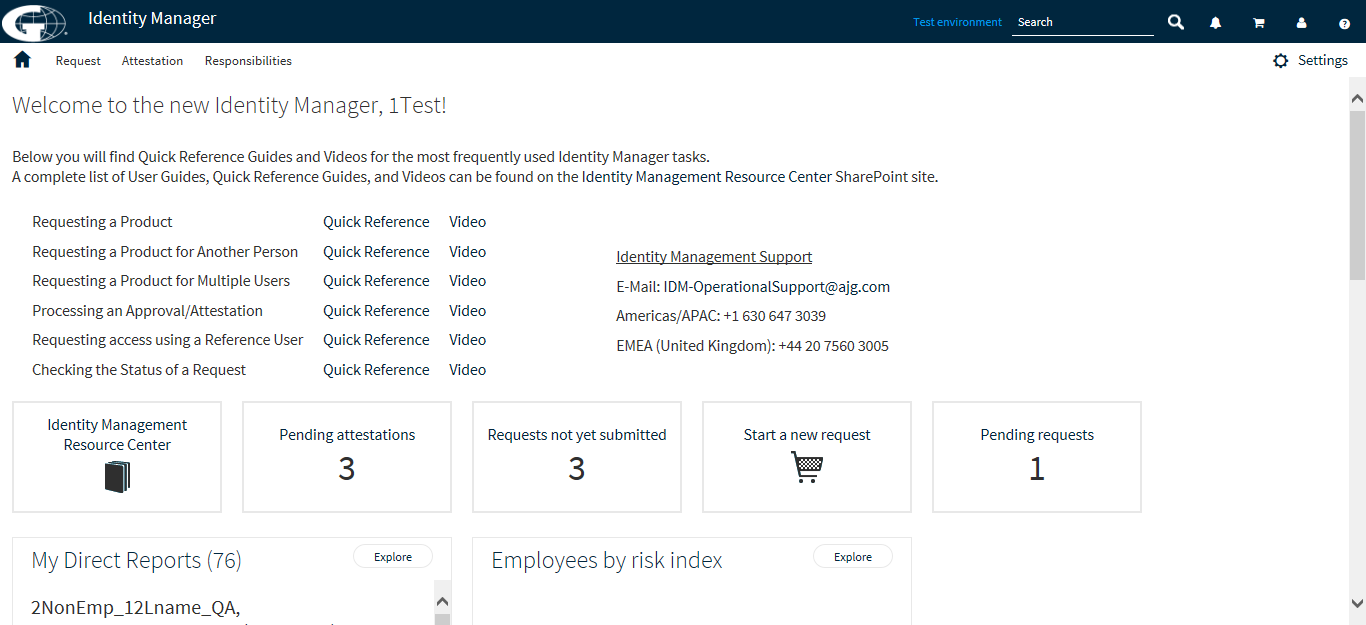 Identity Manager
Test environment
Search
Request Attestation Responsibilities
Settings
Welcome to the new Identity Manager, 1Test!
Below you will find Quick Reference Guides and Videos for the most frequently used Identity Manager tasks.
A complete list of User Guides, Quick Reference Guides, and Videos can be found on the Identity Management Resource Center SharePoint site.
Requesting a Product Quick Reference Video
Requesting a Product for Another Person Quick Reference Video
Requesting a Product for Multiple Users Quick Reference Video
Processing an Approval/Attestation Quick Reference Video
Requesting access using a Reference User Quick Reference Video
Checking the Status of a Request Quick Reference Video
Identity Management Support
E-Mail: IDM-OperationalSupport@ajg.com
Americas/APAC: +1 630 647 3039
EMEA (United Kingdom): +44 20 7560 3005
Identity Management
Resource Center
Pending attestations
3
Requests not yet submitted
3
Start a new request
Pending requests
1
My Direct Reports (76)
Explore
2NonEmp_12Lname_QA,
Employees by risk index
Explore